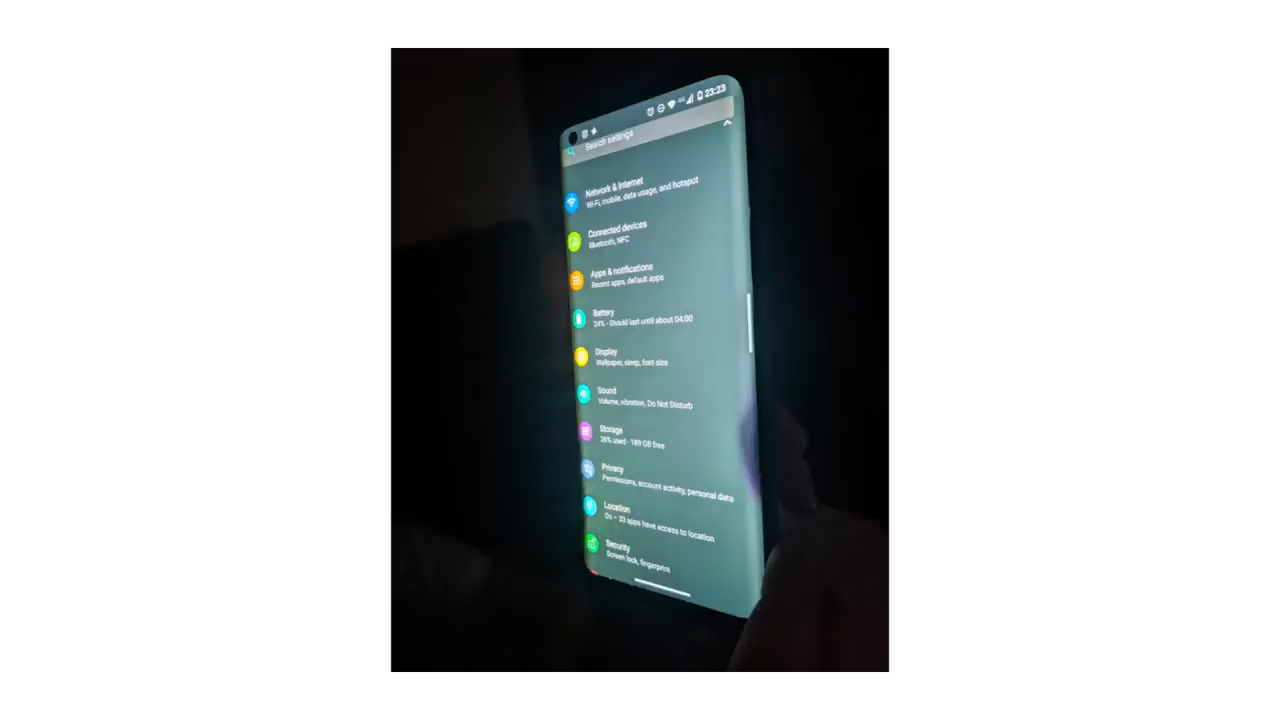 23:23
Search settings
Network & Internet
Wi-Fi, mobile, data usage, and hotspot
Connected devices
Bluetooth, NFC
Apps & notifications
Recent apps, default apps
Battery
24% - Should last until about 04:00
Display
Wallpaper, sleep, font size
Sound
Volume, vibration, Do Not Disturb
Storage
26% used - 189 GB free
Privacy
Permissions, account activity, personal data
Location
On – 33 apps have access to location
Security
Screen lock, fingerprint